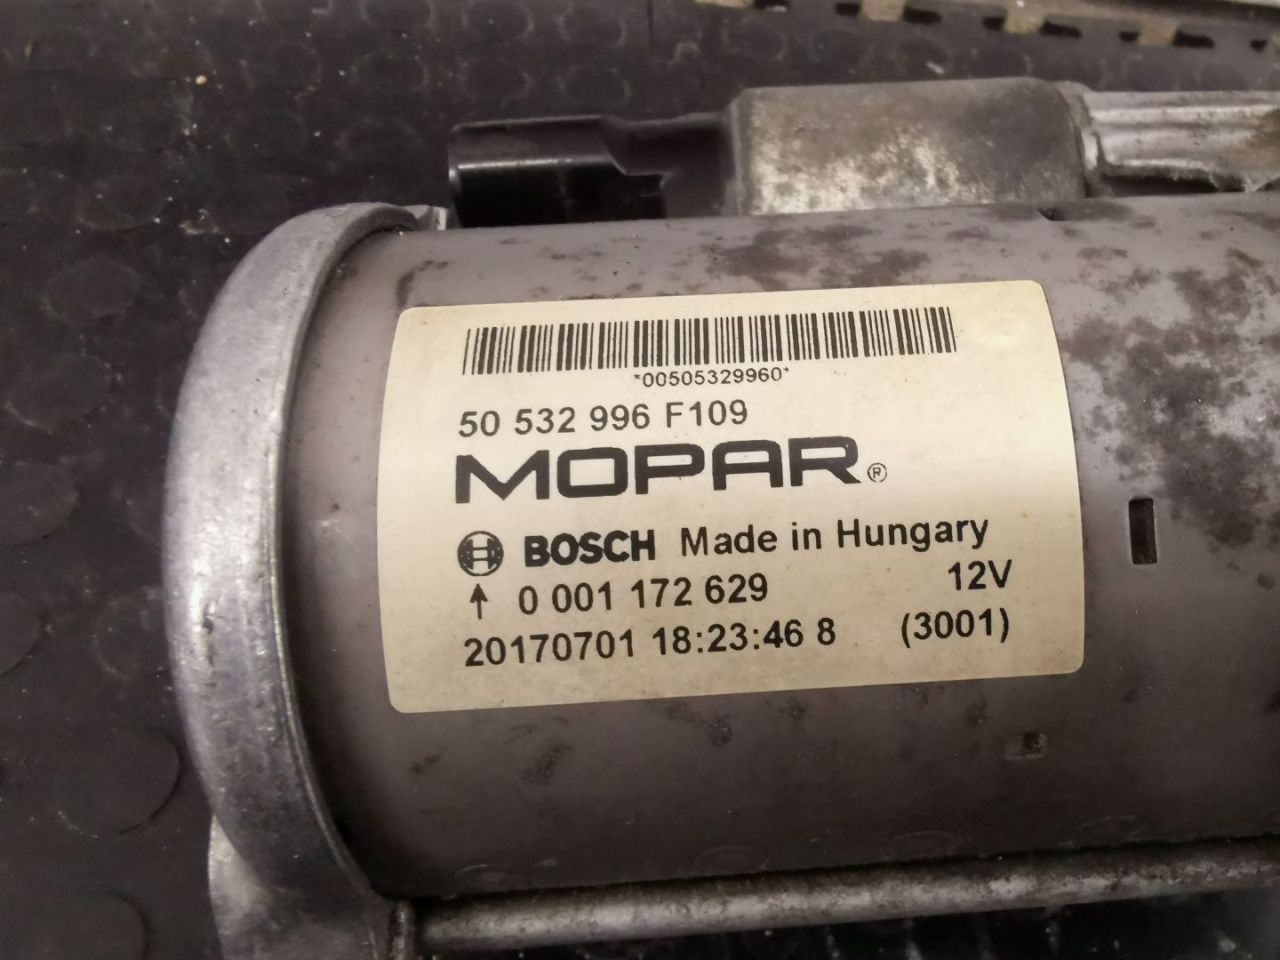 *00505329960*
50 532 996 F109
MOPAR®
BOSCH Made in Hungary
↑ 0 001 172 629 12V
20170701 18:23:46 8 (3001)